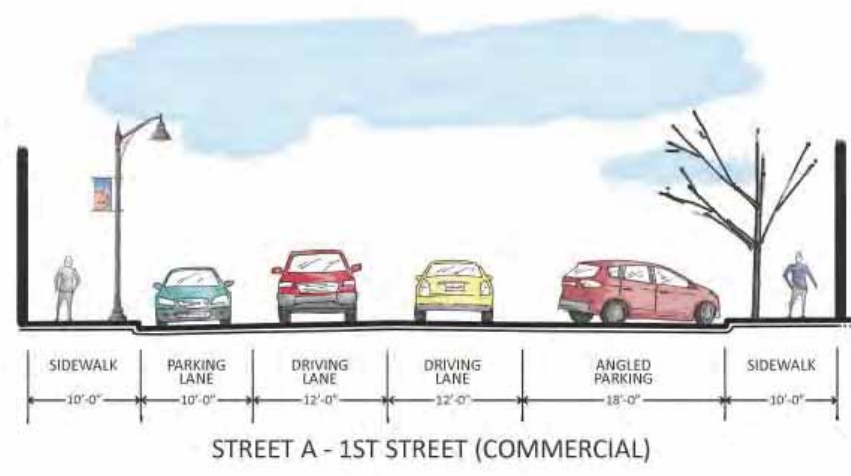 SIDEWALK
PARKING
LANE
DRIVING
LANE
DRIVING
LANE
ANGLED
PARKING
SIDEWALK
10'-0"
10'-0"
12'-0"
12'-0"
18'-0"
10'-0"
STREET A - 1ST STREET (COMMERCIAL)